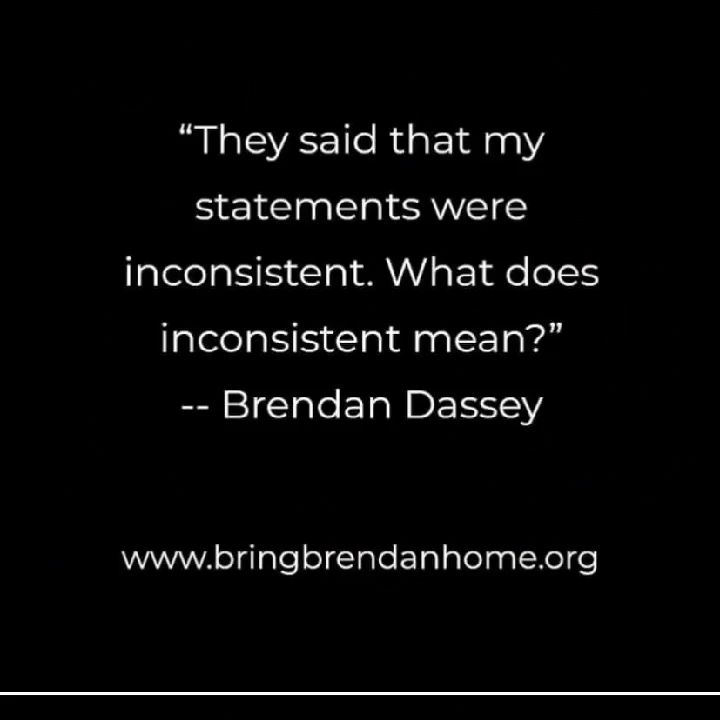 “They said that my
statements were
inconsistent. What does
inconsistent mean?”
-- Brendan Dassey
www.bringbrendanhome.org